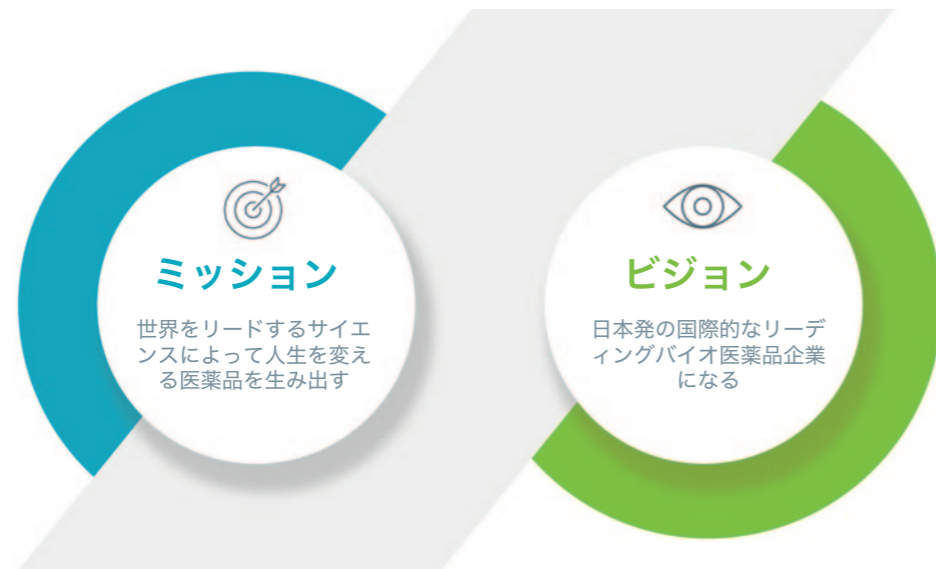 ミッション
世界をリードするサイエ
ンスによって人生を変え
る医薬品を生み出す
ビジョン
日本発の国際的なリーデ
ィングバイオ医薬品企業
になる